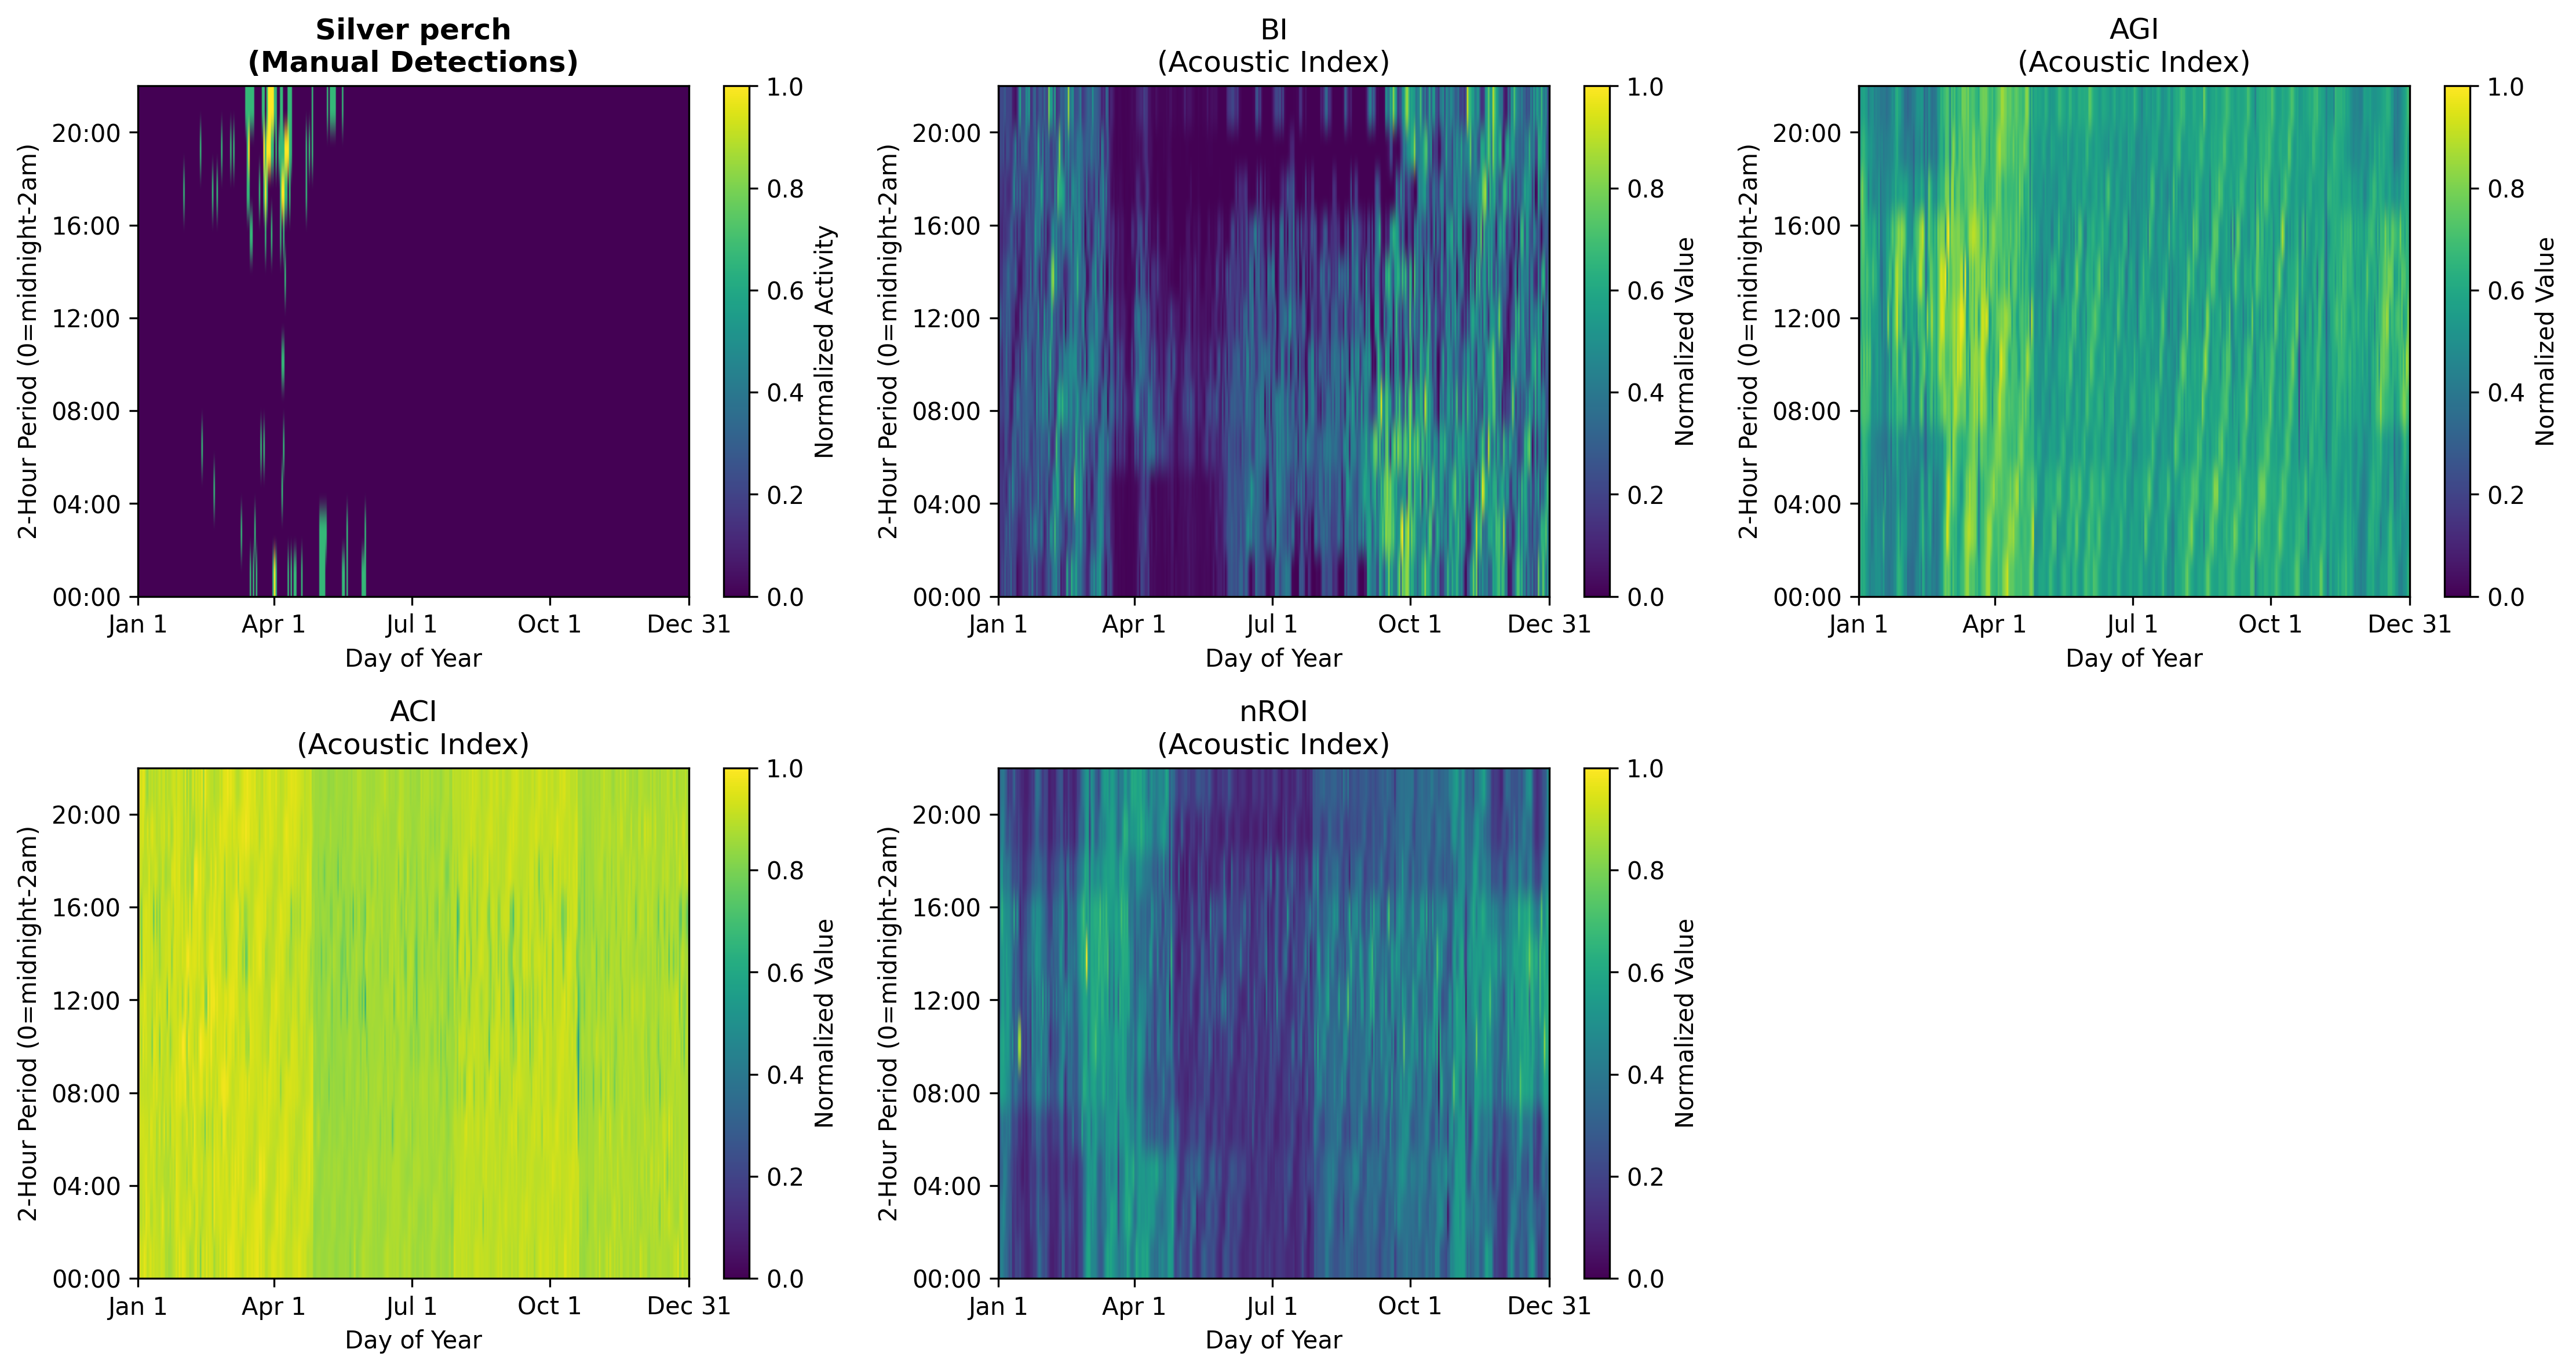 Silver perch
(Manual Detections)
2-Hour Period (0=midnight-2am)
20:00
16:00
12:00
08:00
04:00
00:00
Jan 1 Apr 1 Jul 1 Oct 1 Dec 31
Day of Year
1.0
0.8
0.6
0.4
0.2
0.0
Normalized Activity
BI
(Acoustic Index)
2-Hour Period (0=midnight-2am)
20:00
16:00
12:00
08:00
04:00
00:00
Jan 1 Apr 1 Jul 1 Oct 1 Dec 31
Day of Year
1.0
0.8
0.6
0.4
0.2
0.0
Normalized Value
AGI
(Acoustic Index)
2-Hour Period (0=midnight-2am)
20:00
16:00
12:00
08:00
04:00
00:00
Jan 1 Apr 1 Jul 1 Oct 1 Dec 31
Day of Year
1.0
0.8
0.6
0.4
0.2
0.0
Normalized Value
ACI
(Acoustic Index)
2-Hour Period (0=midnight-2am)
20:00
16:00
12:00
08:00
04:00
00:00
Jan 1 Apr 1 Jul 1 Oct 1 Dec 31
Day of Year
1.0
0.8
0.6
0.4
0.2
0.0
Normalized Value
nROI
(Acoustic Index)
2-Hour Period (0=midnight-2am)
20:00
16:00
12:00
08:00
04:00
00:00
Jan 1 Apr 1 Jul 1 Oct 1 Dec 31
Day of Year
1.0
0.8
0.6
0.4
0.2
0.0
Normalized Value